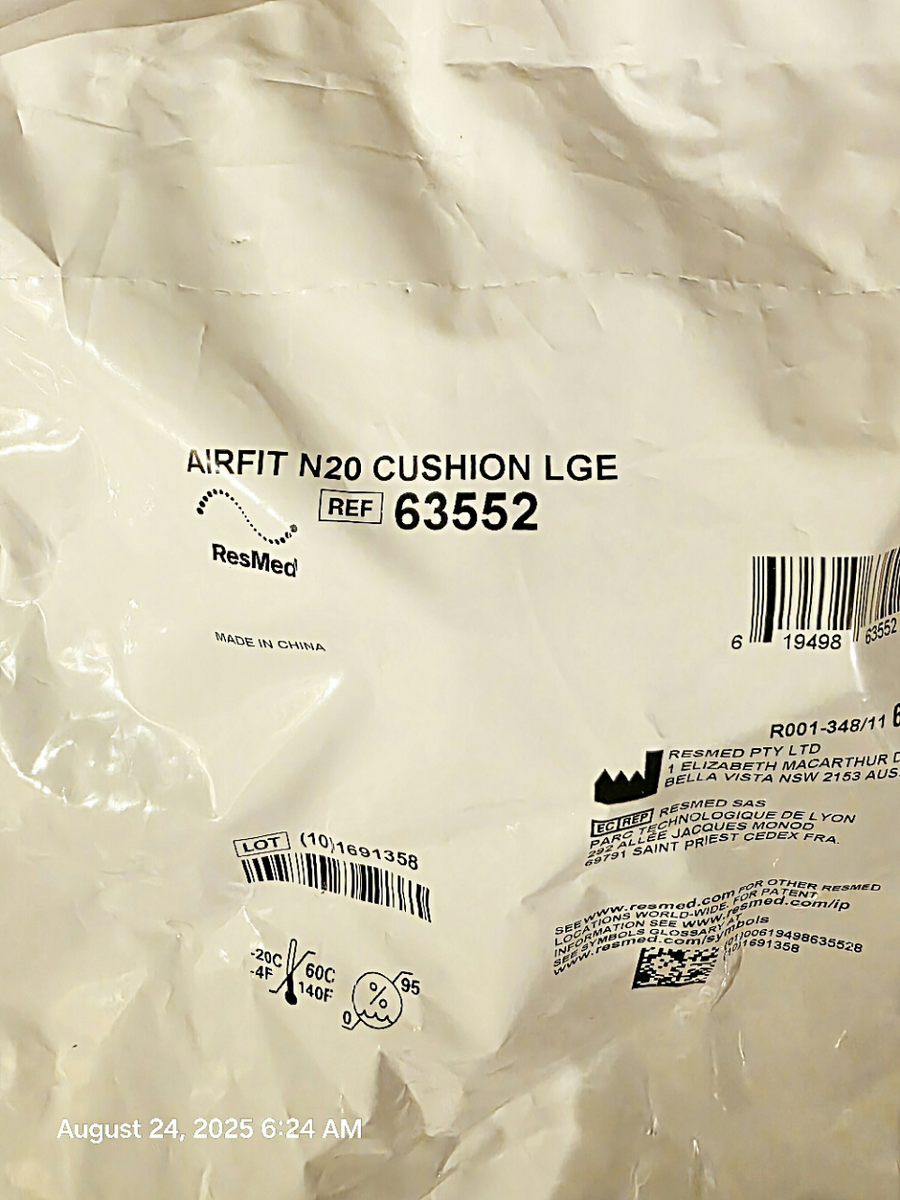 AIRFIT N20 CUSHION LGE
REF 63552
ResMed
MADE IN CHINA
6 19498 63552
R001-348/11
RESMED PTY LTD
1 ELIZABETH MACARTHUR D
BELLA VISTA NSW 2153 AUS
EC REP RESMED SAS
PARC TECHNOLOGIQUE DE LYON
292 ALLÉE JACQUES MONOD
69791 SAINT PRIEST CEDEX FRA.
LOT (10)1691358
SEE www.resmed.com FOR OTHER RESMED
LOCATIONS WORLD-WIDE. FOR PATENT
INFORMATION SEE www.resmed.com/ip
SEE SYMBOLS GLOSSARY AT
www.resmed.com/symbols
(01)00619498635528
(10)1691358
-20C
-4F
60C
140F
% 95
0
August 24, 2025 6:24 AM